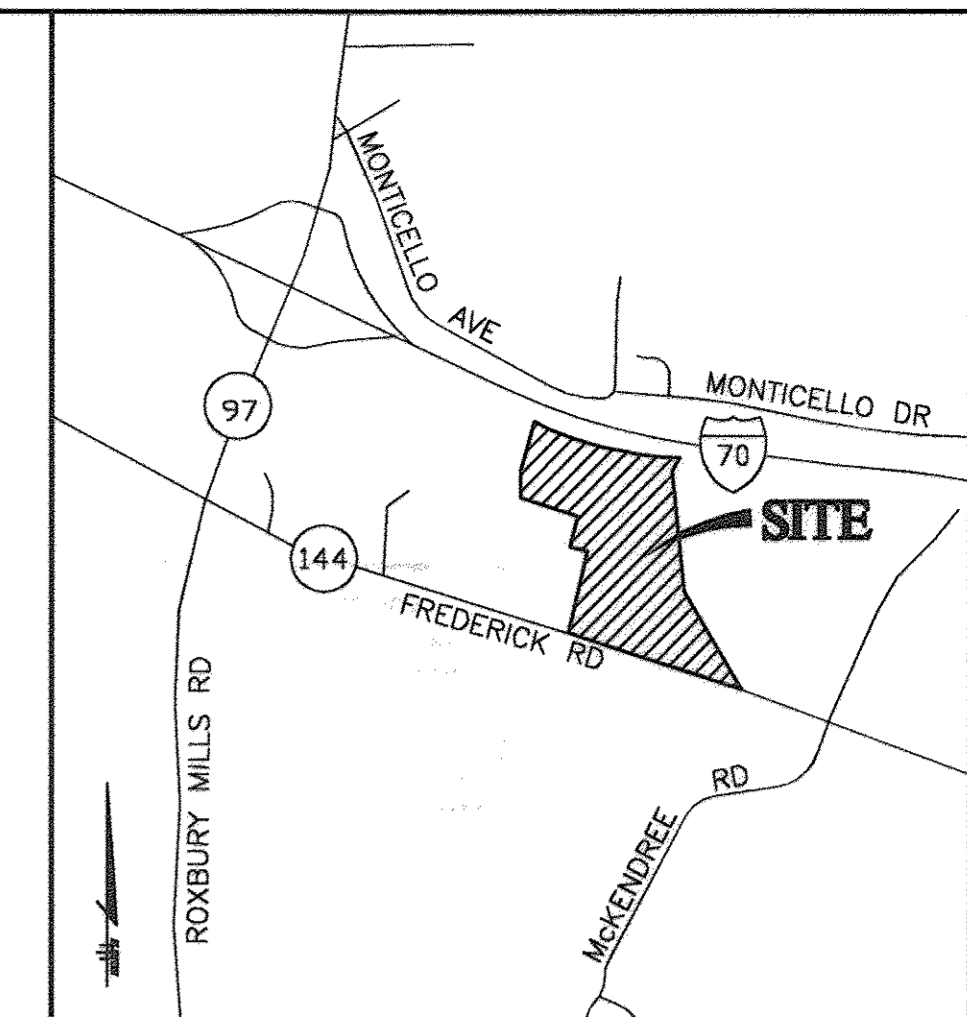 MONTICELLO AVE
MONTICELLO DR
70
97
SITE
144
FREDERICK RD
ROXBURY MILLS RD
McKENDREE RD